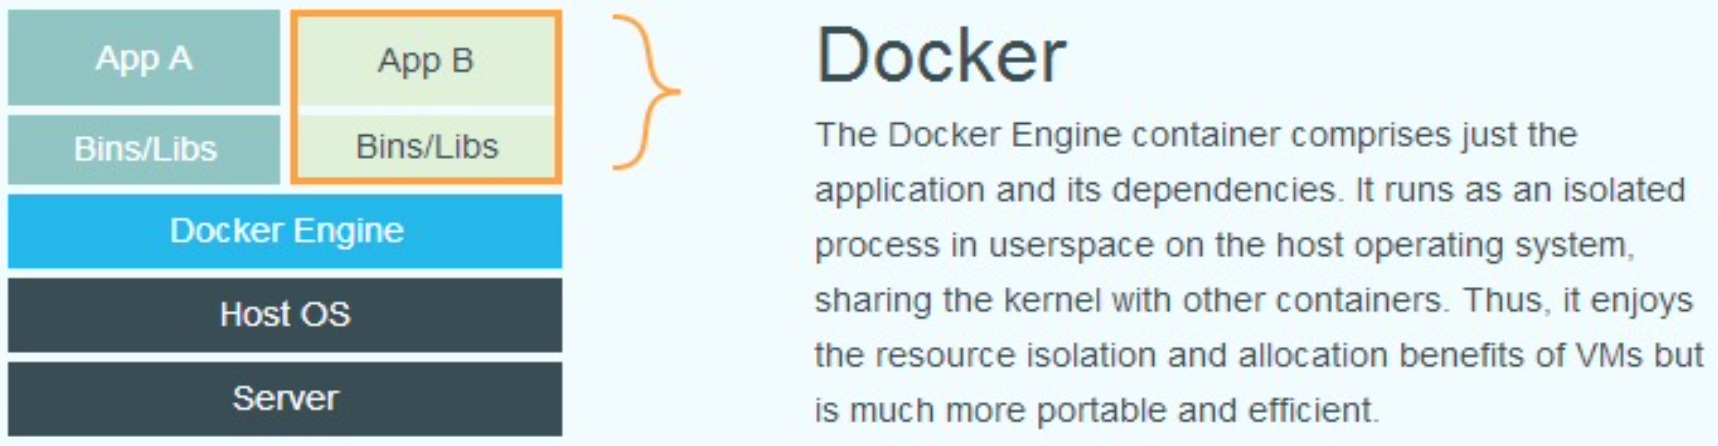 App A
App B
Bins/Libs
Bins/Libs
Docker Engine
Host OS
Server
Docker
The Docker Engine container comprises just the
application and its dependencies. It runs as an isolated
process in userspace on the host operating system,
sharing the kernel with other containers. Thus, it enjoys
the resource isolation and allocation benefits of VMs but
is much more portable and efficient.